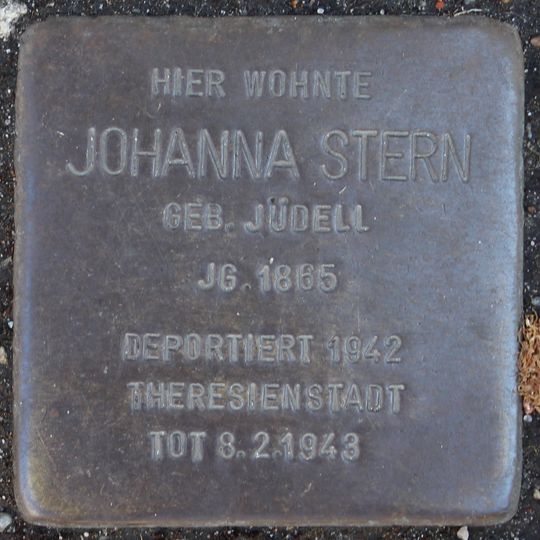 HIER WOHNTE
JOHANNA STERN
GEB. JÜDELL
JG. 1865
DEPORTIERT 1942
THERESIENSTADT
TOT 8.2.1943